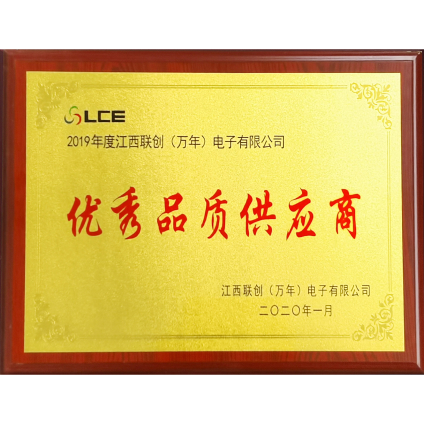 LCE
2019年度江西联创（万年）电子有限公司
优秀品质供应商
江西联创（万年）电子有限公司
二〇二〇年一月